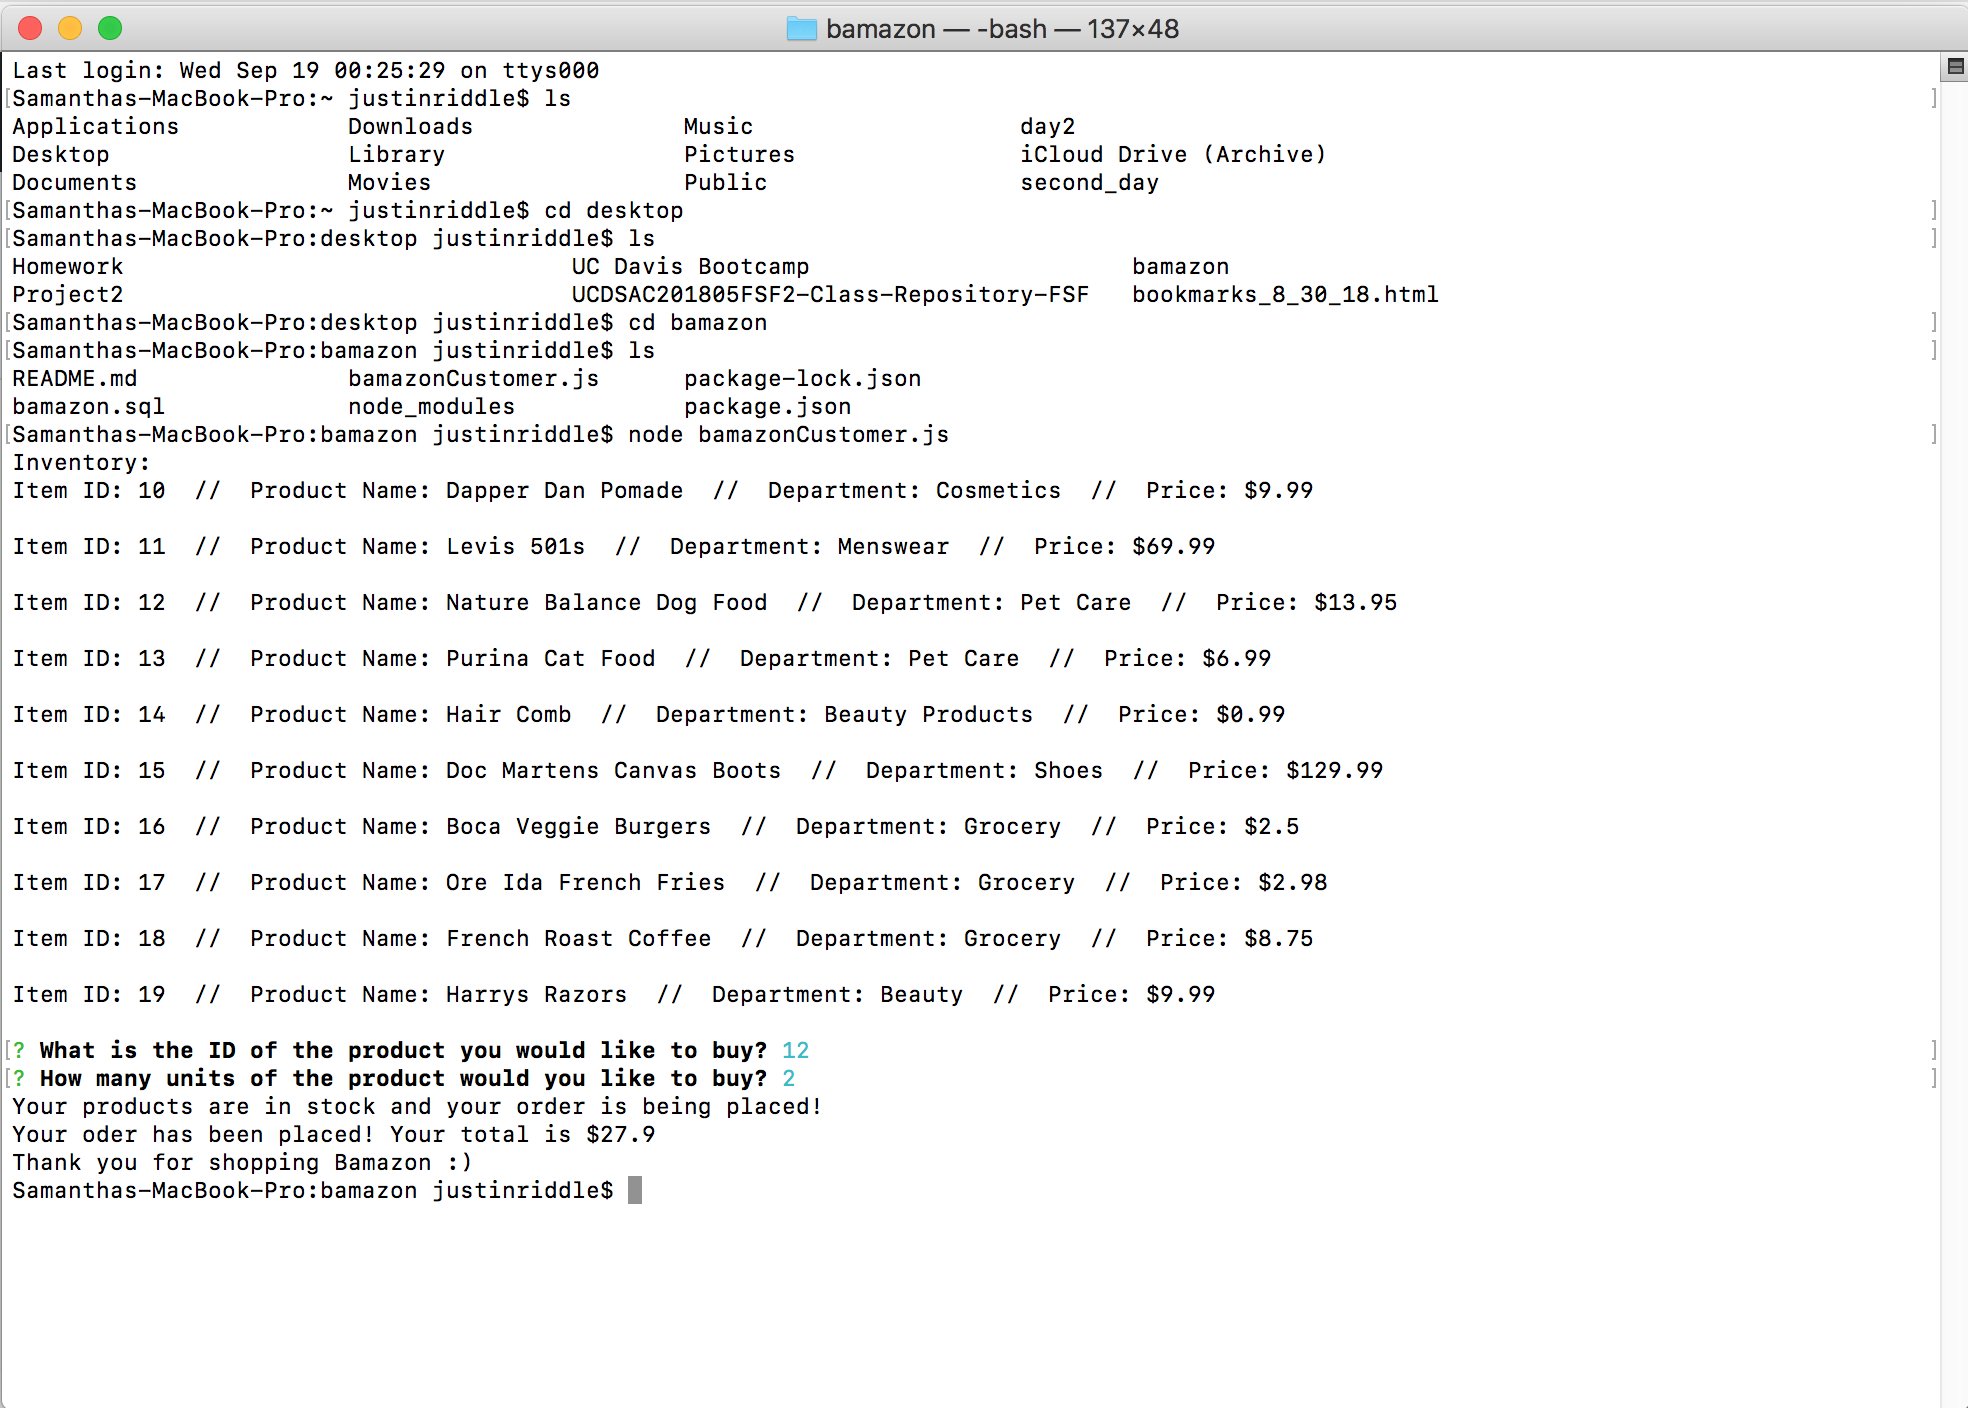 bamazon — -bash — 137×48
Last login: Wed Sep 19 00:25:29 on ttys000
[Samanthas-MacBook-Pro:~ justinriddle$ ls ]
Applications Downloads Music day2
Desktop Library Pictures iCloud Drive (Archive)
Documents Movies Public second_day
[Samanthas-MacBook-Pro:~ justinriddle$ cd desktop ]
[Samanthas-MacBook-Pro:desktop justinriddle$ ls ]
Homework UC Davis Bootcamp bamazon
Project2 UCDSAC201805FSF2-Class-Repository-FSF bookmarks_8_30_18.html
[Samanthas-MacBook-Pro:desktop justinriddle$ cd bamazon ]
[Samanthas-MacBook-Pro:bamazon justinriddle$ ls ]
README.md bamazonCustomer.js package-lock.json
bamazon.sql node_modules package.json
[Samanthas-MacBook-Pro:bamazon justinriddle$ node bamazonCustomer.js ]
Inventory:
Item ID: 10 // Product Name: Dapper Dan Pomade // Department: Cosmetics // Price: $9.99
Item ID: 11 // Product Name: Levis 501s // Department: Menswear // Price: $69.99
Item ID: 12 // Product Name: Nature Balance Dog Food // Department: Pet Care // Price: $13.95
Item ID: 13 // Product Name: Purina Cat Food // Department: Pet Care // Price: $6.99
Item ID: 14 // Product Name: Hair Comb // Department: Beauty Products // Price: $0.99
Item ID: 15 // Product Name: Doc Martens Canvas Boots // Department: Shoes // Price: $129.99
Item ID: 16 // Product Name: Boca Veggie Burgers // Department: Grocery // Price: $2.5
Item ID: 17 // Product Name: Ore Ida French Fries // Department: Grocery // Price: $2.98
Item ID: 18 // Product Name: French Roast Coffee // Department: Grocery // Price: $8.75
Item ID: 19 // Product Name: Harrys Razors // Department: Beauty // Price: $9.99
[? What is the ID of the product you would like to buy? 12 ]
[? How many units of the product would you like to buy? 2 ]
Your products are in stock and your order is being placed!
Your oder has been placed! Your total is $27.9
Thank you for shopping Bamazon :)
Samanthas-MacBook-Pro:bamazon justinriddle$